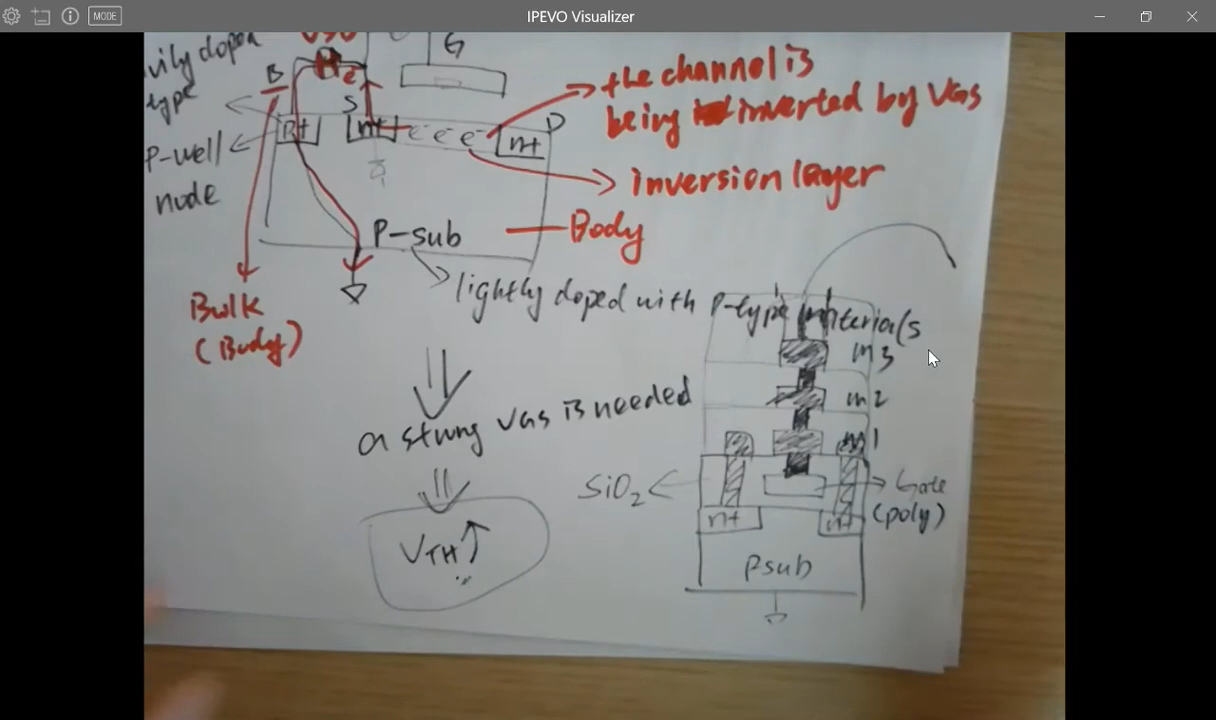 IPEVO Visualizer
MODE
G
the channel is
being inverted by VGS
B
type
S
D
P+
n+
e⁻ e⁻ e⁻
n+
P-well
node
inversion layer
P-sub
Body
Bulk
(Body)
lightly doped with P-type materials
m3
m2
m1
a strong VGS is needed
SiO₂
Gate
(poly)
n+
n+
VTH↑
Psub